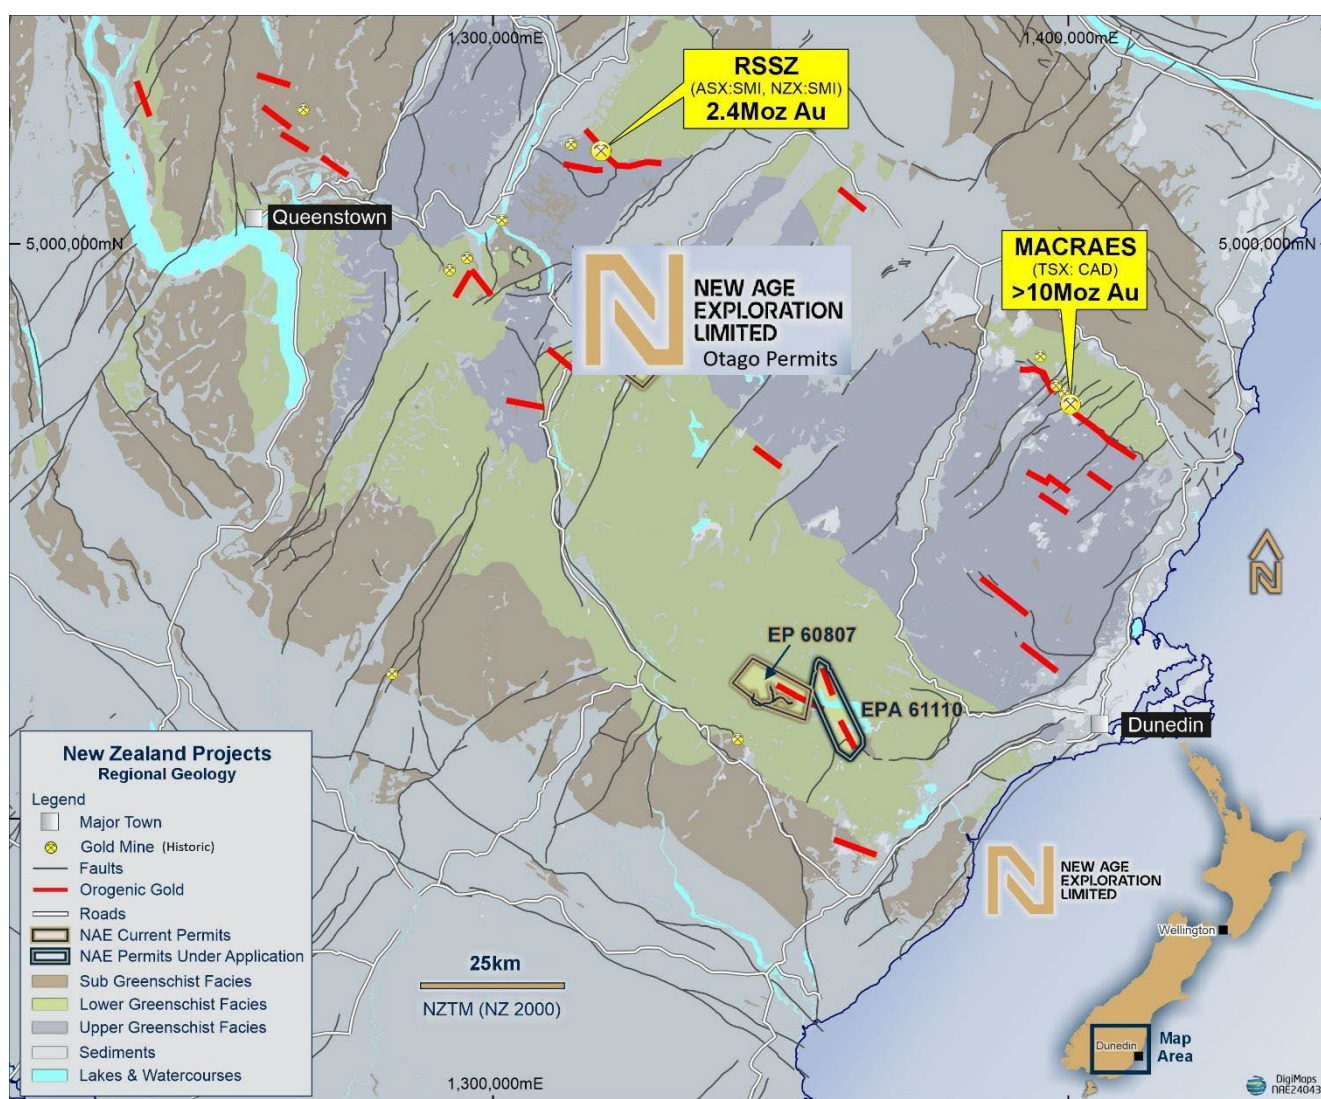 1,300,000mE
1,400,000mE
RSSZ
(ASX:SMI, NZX:SMI)
2.4Moz Au
Queenstown
5,000,000mN
5,000,000mN
MACRAES
(TSX: CAD)
>10Moz Au
NEW AGE
EXPLORATION
LIMITED
Otago Permits
EP 60807
EPA 61110
Dunedin
New Zealand Projects
Regional Geology
Legend
Major Town
Gold Mine (Historic)
Faults
Orogenic Gold
Roads
NAE Current Permits
NAE Permits Under Application
Sub Greenschist Facies
Lower Greenschist Facies
Upper Greenschist Facies
Sediments
Lakes & Watercourses
25km
NZTM (NZ 2000)
1,300,000mE
N
NEW AGE
EXPLORATION
LIMITED
Wellington
Dunedin
Map
Area
DigiMaps
NAE24043